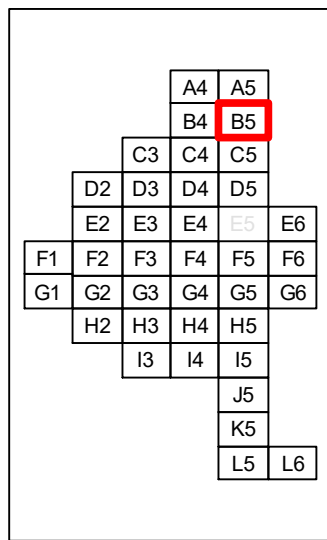 A4 A5
B4 B5
C3 C4 C5
D2 D3 D4 D5
E2 E3 E4 E5 E6
F1 F2 F3 F4 F5 F6
G1 G2 G3 G4 G5 G6
H2 H3 H4 H5
I3 I4 I5
J5
K5
L5 L6